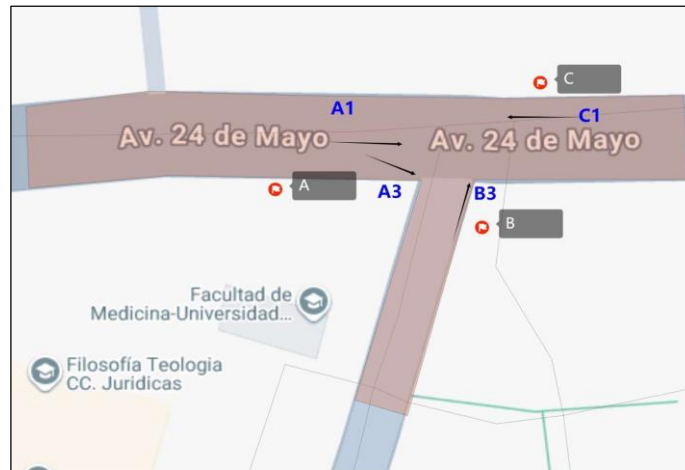 C
A1
C1
Av. 24 de Mayo
Av. 24 de Mayo
A
A3
B3
B
Facultad de
Medicina-Universidad...
Filosofía Teologia
CC. Juridicas